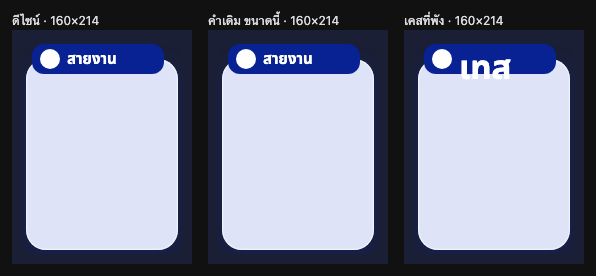 ดีไซน์ · 160×214
คำเดิม ขนาดนี้ · 160×214
เคสที่พัง · 160×214
สายงาน
สายงาน
เทส